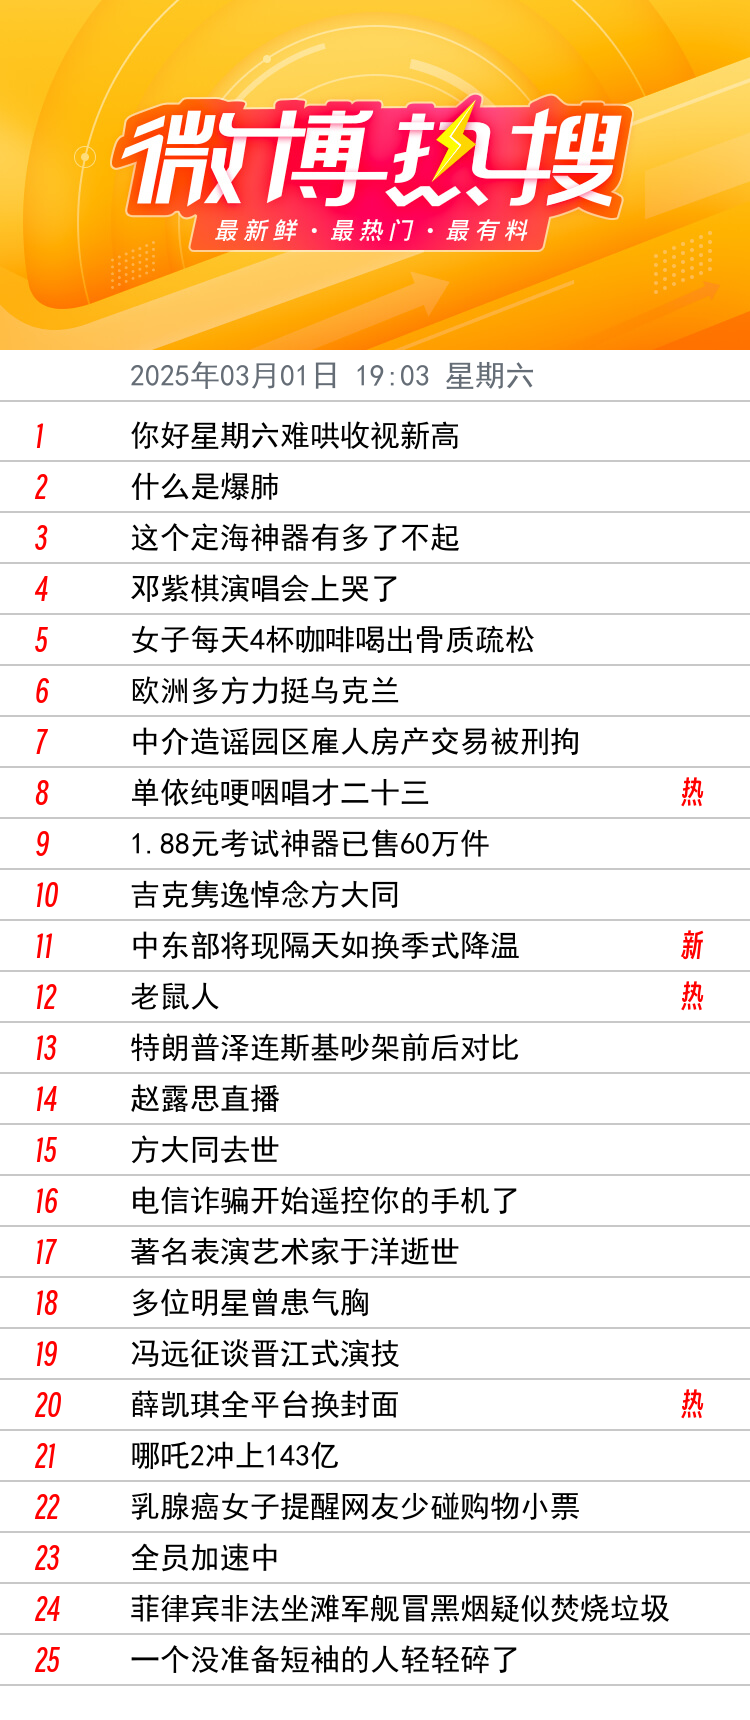 微博热搜
最新鲜·最热门·最有料
2025年03月01日 19:03 星期六
1 你好星期六难哄收视新高
2 什么是爆肺
3 这个定海神器有多了不起
4 邓紫棋演唱会上哭了
5 女子每天4杯咖啡喝出骨质疏松
6 欧洲多方力挺乌克兰
7 中介造谣园区雇人房产交易被刑拘
8 单依纯哽咽唱才二十三 热
9 1.88元考试神器已售60万件
10 吉克隽逸悼念方大同
11 中东部将现隔天如换季式降温 新
12 老鼠人 热
13 特朗普泽连斯基吵架前后对比
14 赵露思直播
15 方大同去世
16 电信诈骗开始遥控你的手机了
17 著名表演艺术家于洋逝世
18 多位明星曾患气胸
19 冯远征谈晋江式演技
20 薛凯琪全平台换封面 热
21 哪吒2冲上143亿
22 乳腺癌女子提醒网友少碰购物小票
23 全员加速中
24 菲律宾非法坐滩军舰冒黑烟疑似焚烧垃圾
25 一个没准备短袖的人轻轻碎了